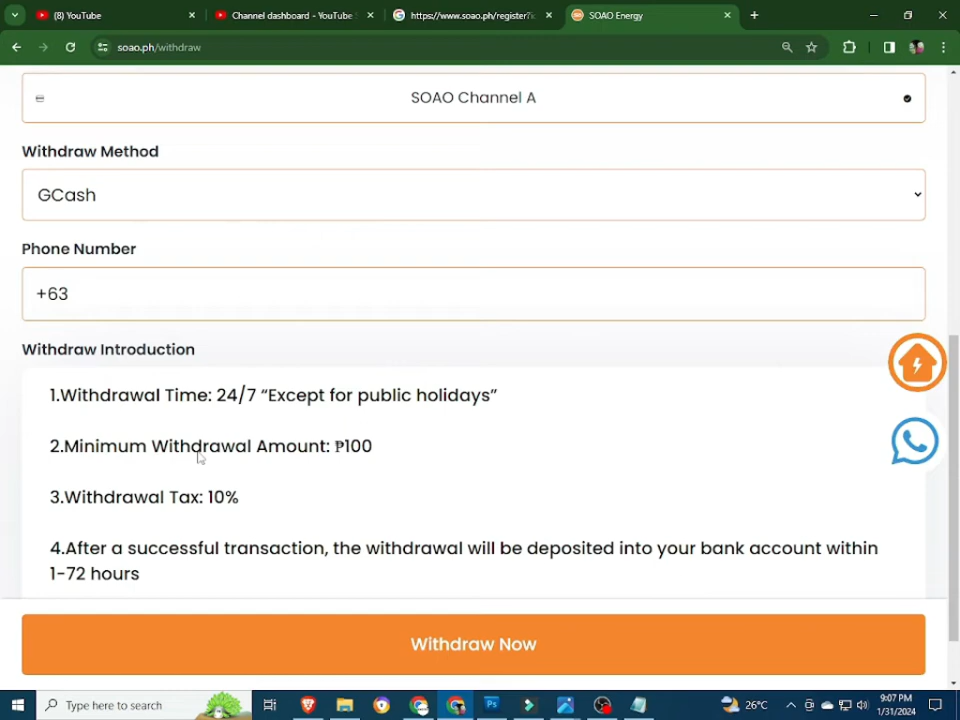 (8) YouTube
Channel dashboard - YouTube
https://www.soao.ph/register?
SOAO Energy
soao.ph/withdraw
SOAO Channel A
Withdraw Method
GCash
Phone Number
+63
Withdraw Introduction
1.Withdrawal Time: 24/7 “Except for public holidays”
2.Minimum Withdrawal Amount: ₱100
3.Withdrawal Tax: 10%
4.After a successful transaction, the withdrawal will be deposited into your bank account within
1-72 hours
Withdraw Now
Type here to search
Ps
26°C
9:07 PM
1/31/2024